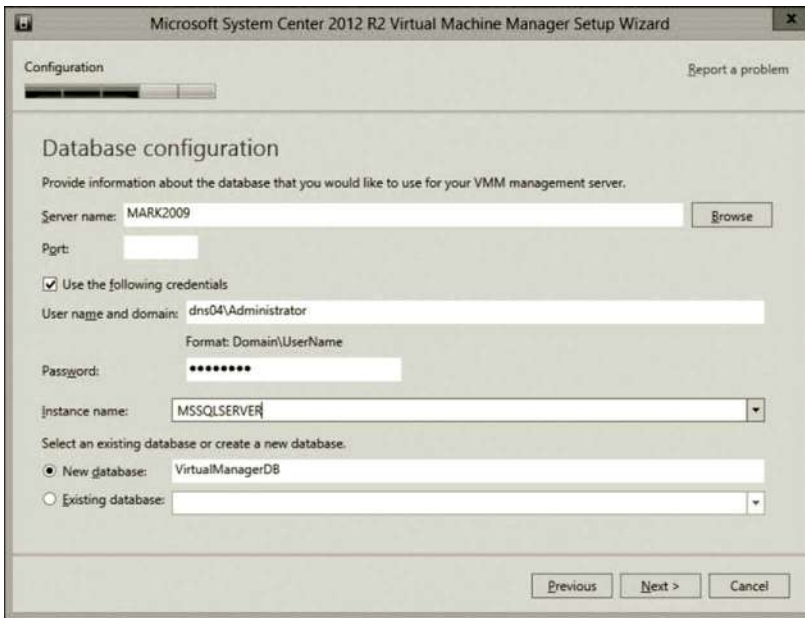 Microsoft System Center 2012 R2 Virtual Machine Manager Setup Wizard
x
Configuration
Report a problem
Database configuration
Provide information about the database that you would like to use for your VMM management server.
Server name: MARK2009 Browse
Port:
Use the following credentials
User name and domain: dns04\Administrator
Format: Domain\UserName
Password: ••••••••
Instance name: MSSQLSERVER
Select an existing database or create a new database.
New database: VirtualManagerDB
Existing database:
Previous Next > Cancel